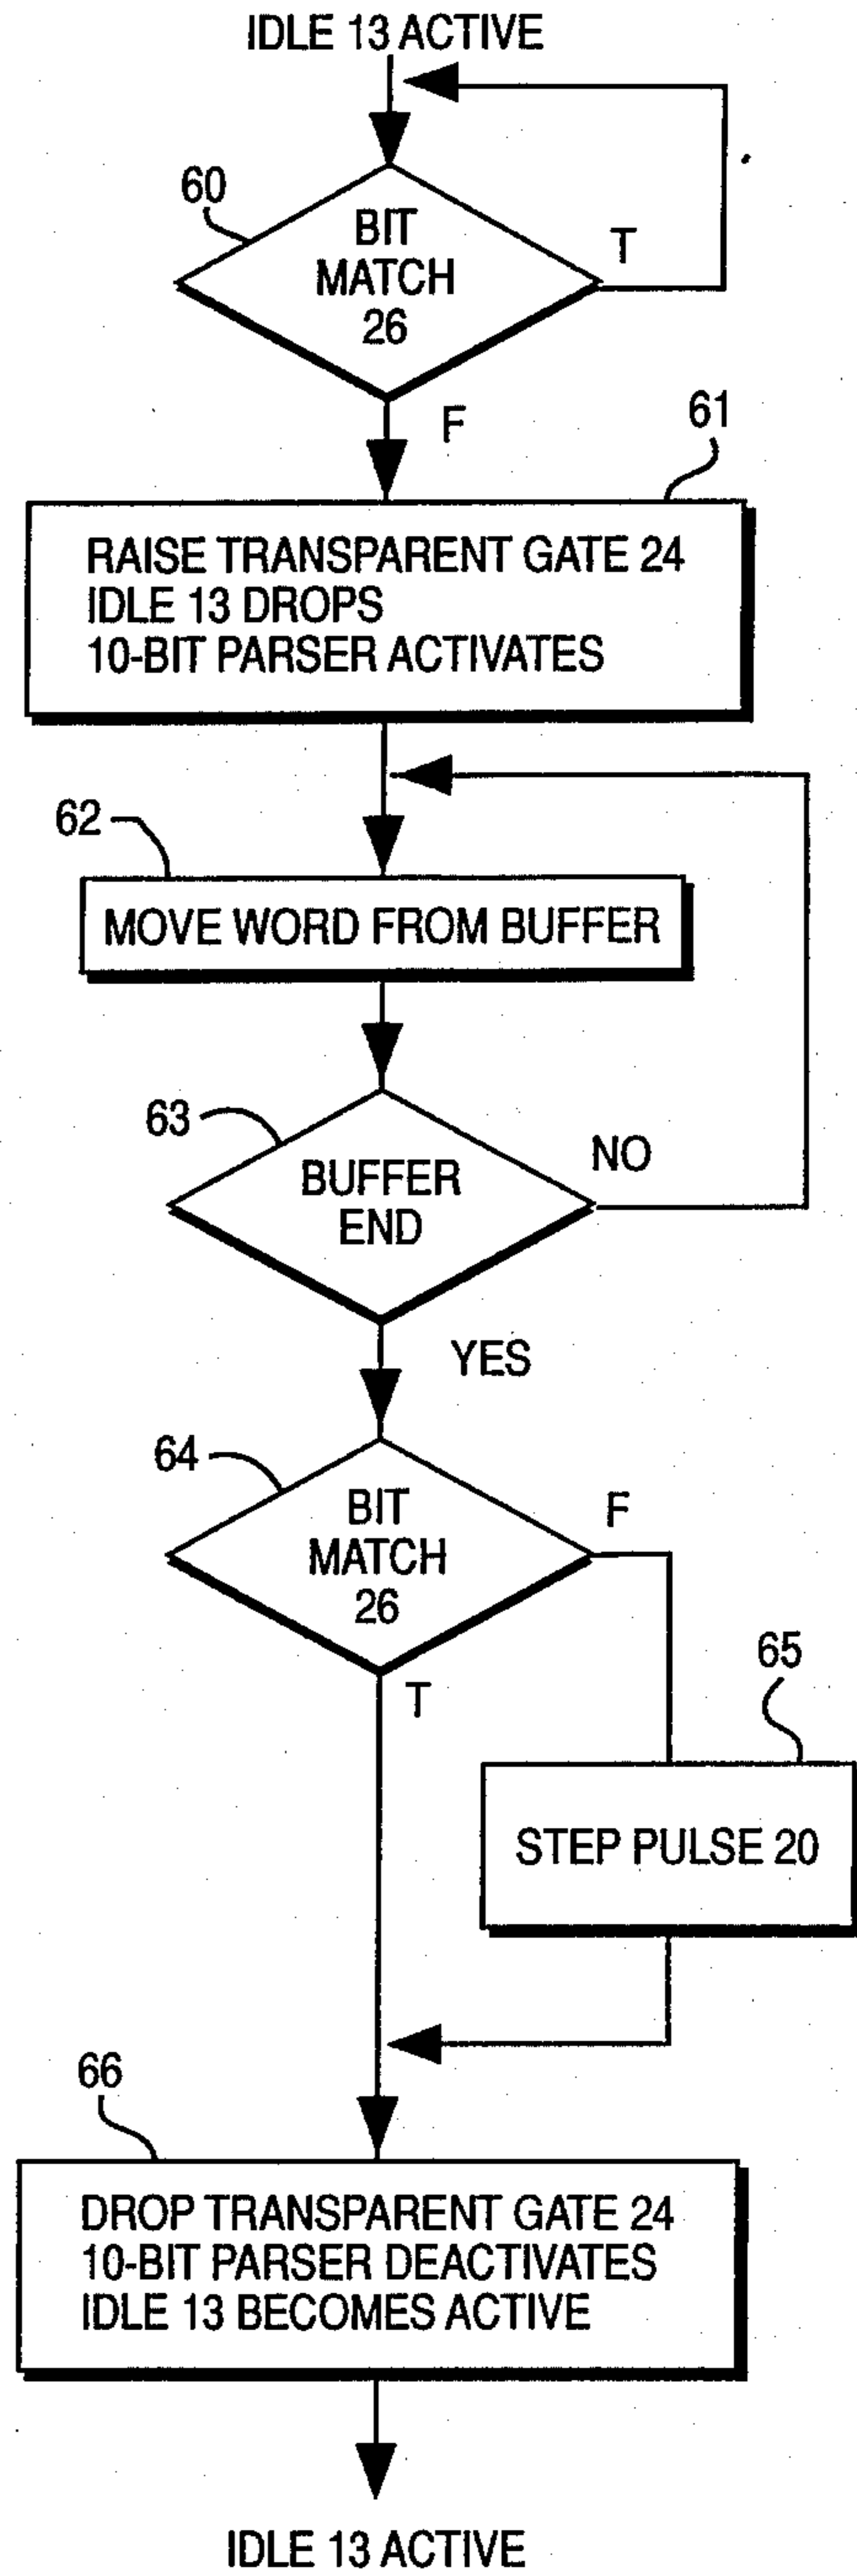 IDLE 13 ACTIVE
60
BIT
MATCH
26
T
F
61
RAISE TRANSPARENT GATE 24
IDLE 13 DROPS
10-BIT PARSER ACTIVATES
62
MOVE WORD FROM BUFFER
63
BUFFER
END
NO
YES
64
BIT
MATCH
26
F
T
65
STEP PULSE 20
66
DROP TRANSPARENT GATE 24
10-BIT PARSER DEACTIVATES
IDLE 13 BECOMES ACTIVE
IDLE 13 ACTIVE